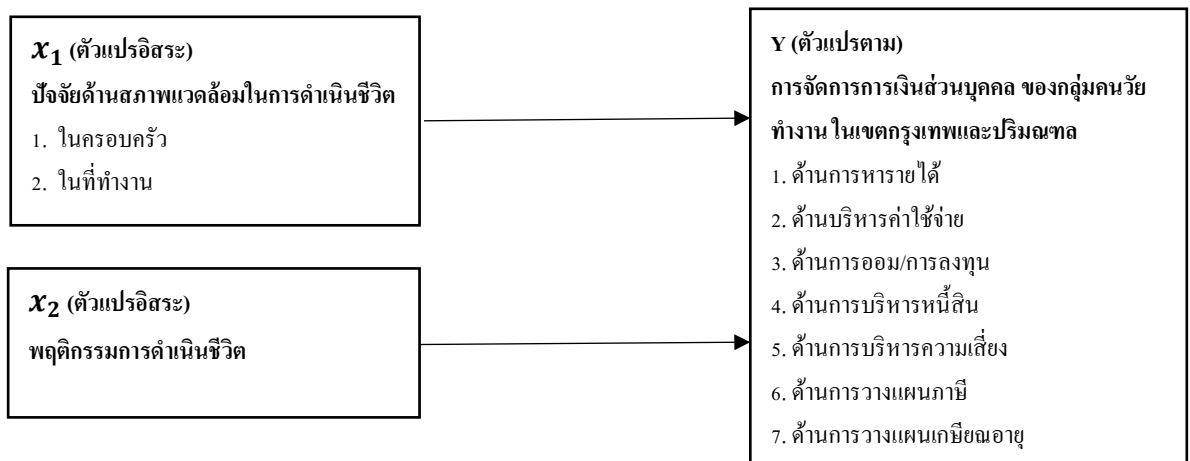 x1 (ตัวแปรอิสระ)
ปัจจัยด้านสภาพแวดล้อมในการดำเนินชีวิต
1. ในครอบครัว
2. ในที่ทำงาน
x2 (ตัวแปรอิสระ)
พฤติกรรมการดำเนินชีวิต
Y (ตัวแปรตาม)
การจัดการการเงินส่วนบุคคล ของกลุ่มคนวัย
ทำงาน ในเขตกรุงเทพและปริมณฑล
1. ด้านการหารายได้
2. ด้านบริหารค่าใช้จ่าย
3. ด้านการออม/การลงทุน
4. ด้านการบริหารหนี้สิน
5. ด้านการบริหารความเสี่ยง
6. ด้านการวางแผนภาษี
7. ด้านการวางแผนเกษียณอายุ